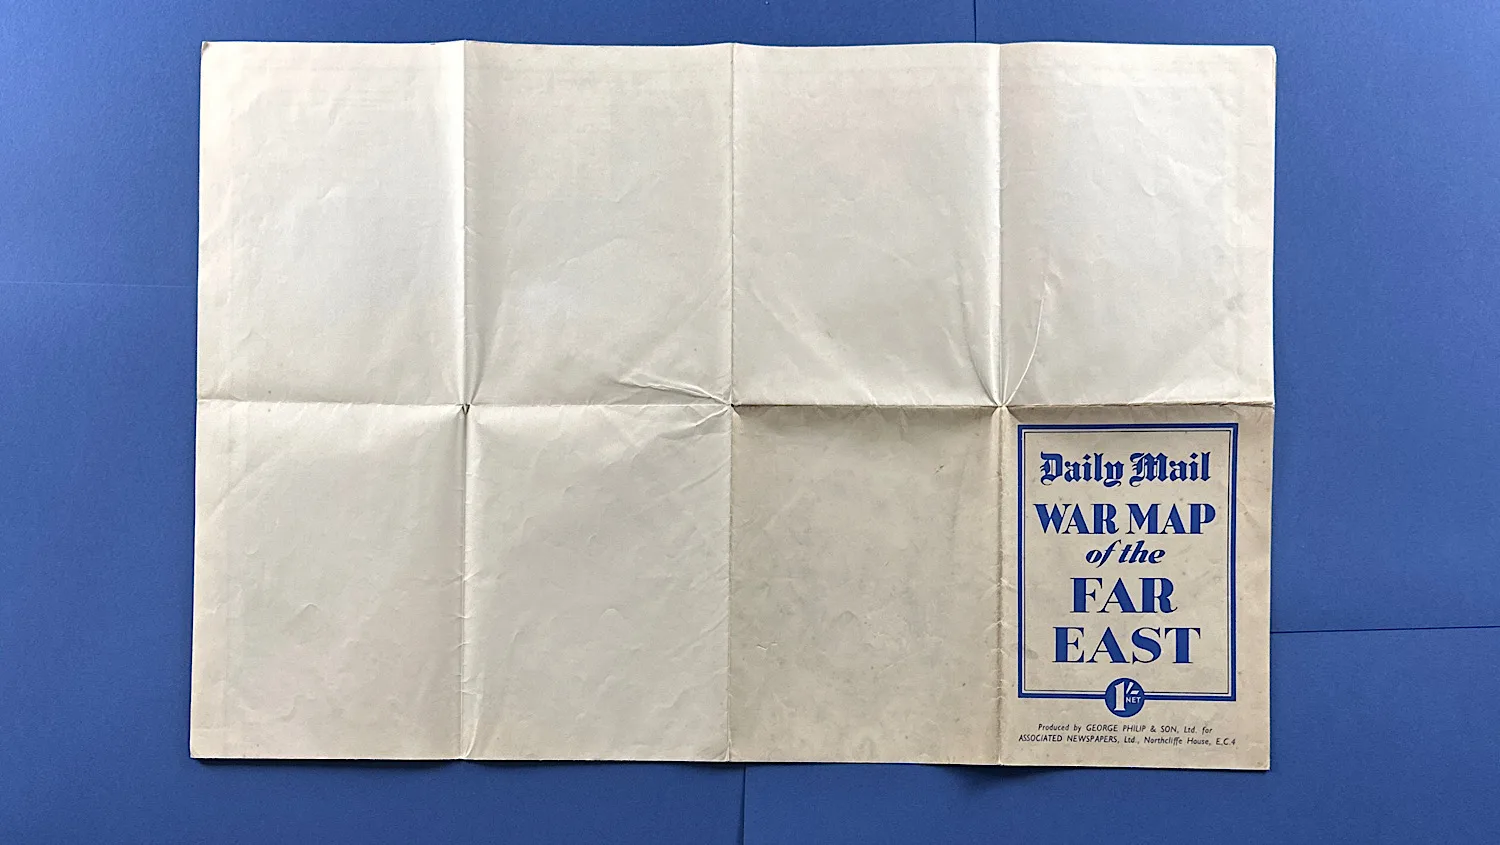 Daily Mail
WAR MAP
of the
FAR
EAST
1/- NET
Produced by GEORGE PHILIP & SON, Ltd. for
ASSOCIATED NEWSPAPERS, Ltd., Northcliffe House, E.C.4